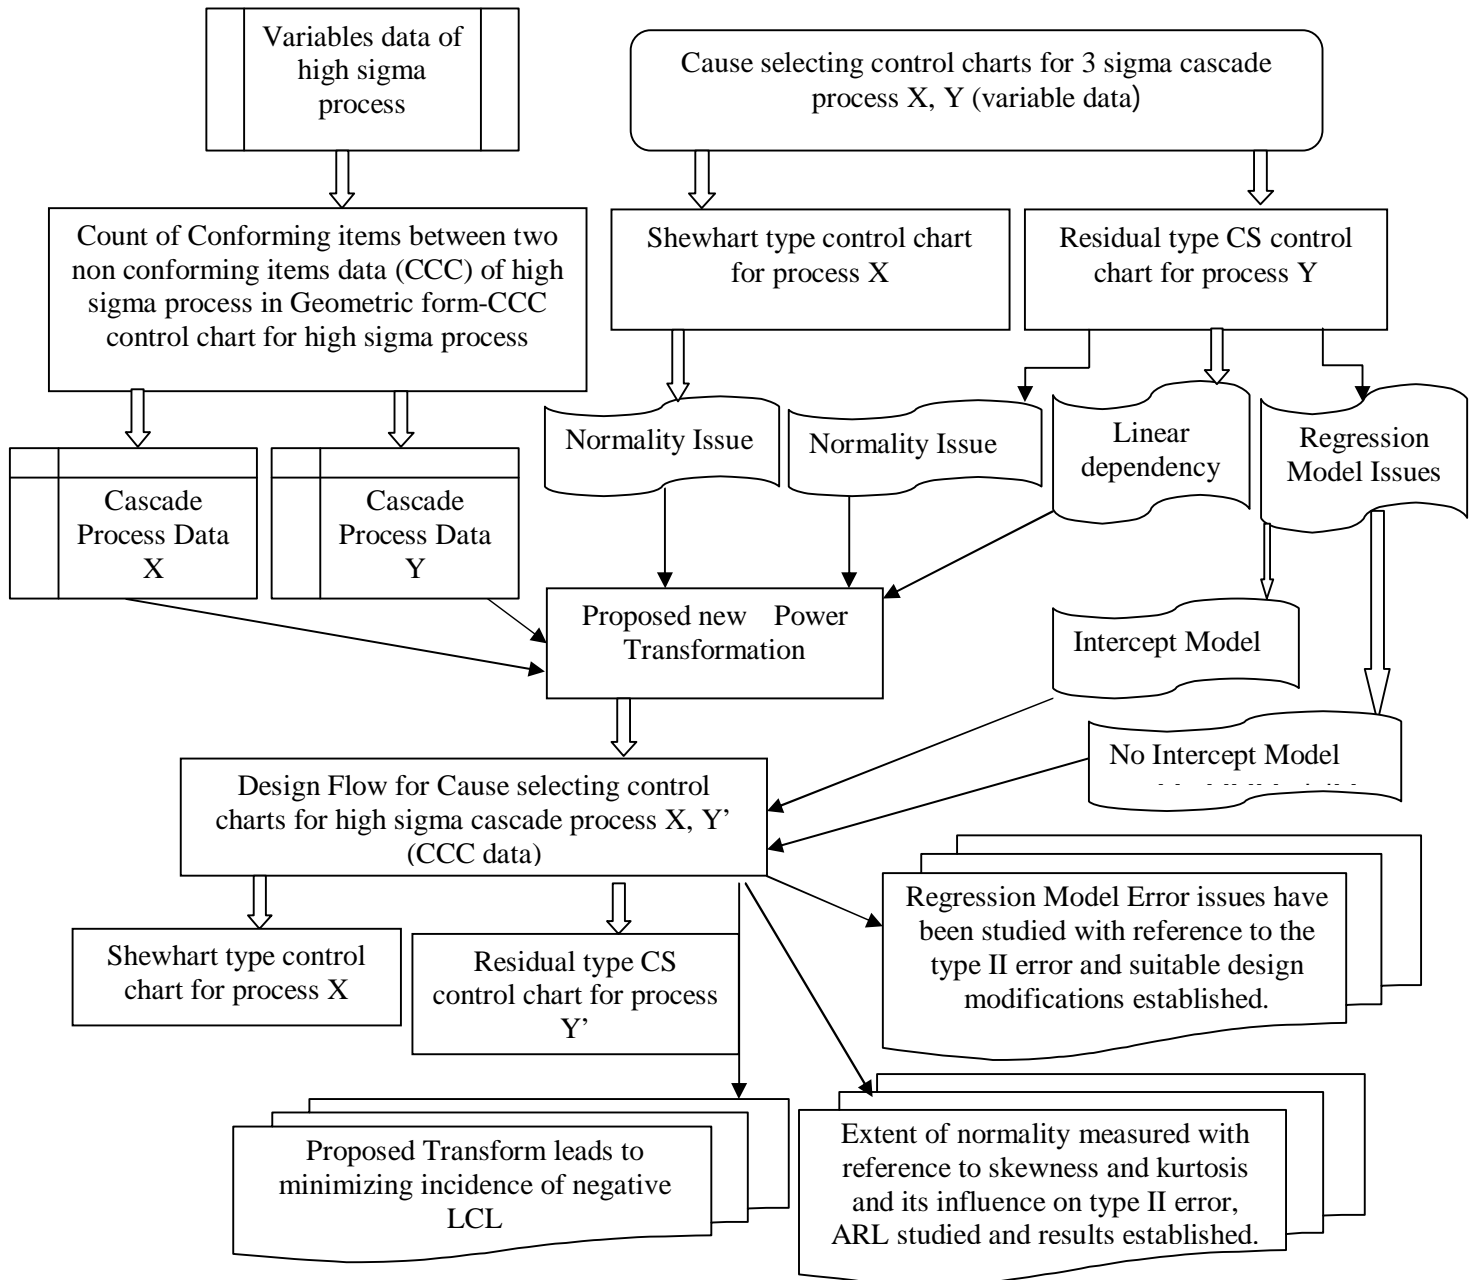 Variables data of
high sigma
process
Cause selecting control charts for 3 sigma cascade
process X, Y (variable data)
Count of Conforming items between two
non conforming items data (CCC) of high
sigma process in Geometric form-CCC
control chart for high sigma process
Shewhart type control chart
for process X
Residual type CS control
chart for process Y
Normality Issue
Normality Issue
Linear
dependency
Regression
Model Issues
Cascade
Process Data
X
Cascade
Process Data
Y
Proposed new Power
Transformation
Intercept Model
No Intercept Model
Design Flow for Cause selecting control
charts for high sigma cascade process X, Y’
(CCC data)
Regression Model Error issues have
been studied with reference to the
type II error and suitable design
modifications established.
Shewhart type control
chart for process X
Residual type CS
control chart for process
Y’
Proposed Transform leads to
minimizing incidence of negative
LCL
Extent of normality measured with
reference to skewness and kurtosis
and its influence on type II error,
ARL studied and results established.